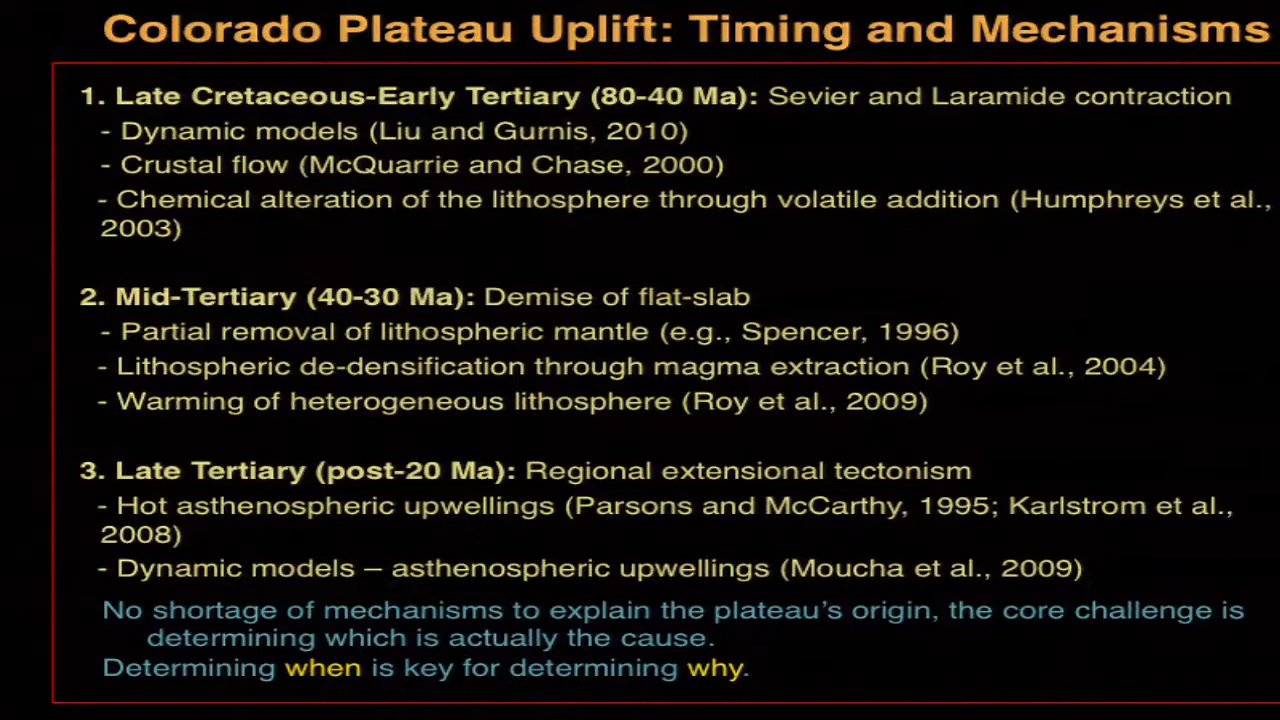 Colorado Plateau Uplift: Timing and Mechanisms
1. Late Cretaceous-Early Tertiary (80-40 Ma): Sevier and Laramide contraction
- Dynamic models (Liu and Gurnis, 2010)
- Crustal flow (McQuarrie and Chase, 2000)
- Chemical alteration of the lithosphere through volatile addition (Humphreys et al.,
2003)
2. Mid-Tertiary (40-30 Ma): Demise of flat-slab
- Partial removal of lithospheric mantle (e.g., Spencer, 1996)
- Lithospheric de-densification through magma extraction (Roy et al., 2004)
- Warming of heterogeneous lithosphere (Roy et al., 2009)
3. Late Tertiary (post-20 Ma): Regional extensional tectonism
- Hot asthenospheric upwellings (Parsons and McCarthy, 1995; Karlstrom et al.,
2008)
- Dynamic models – asthenospheric upwellings (Moucha et al., 2009)
No shortage of mechanisms to explain the plateau's origin, the core challenge is
determining which is actually the cause.
Determining when is key for determining why.